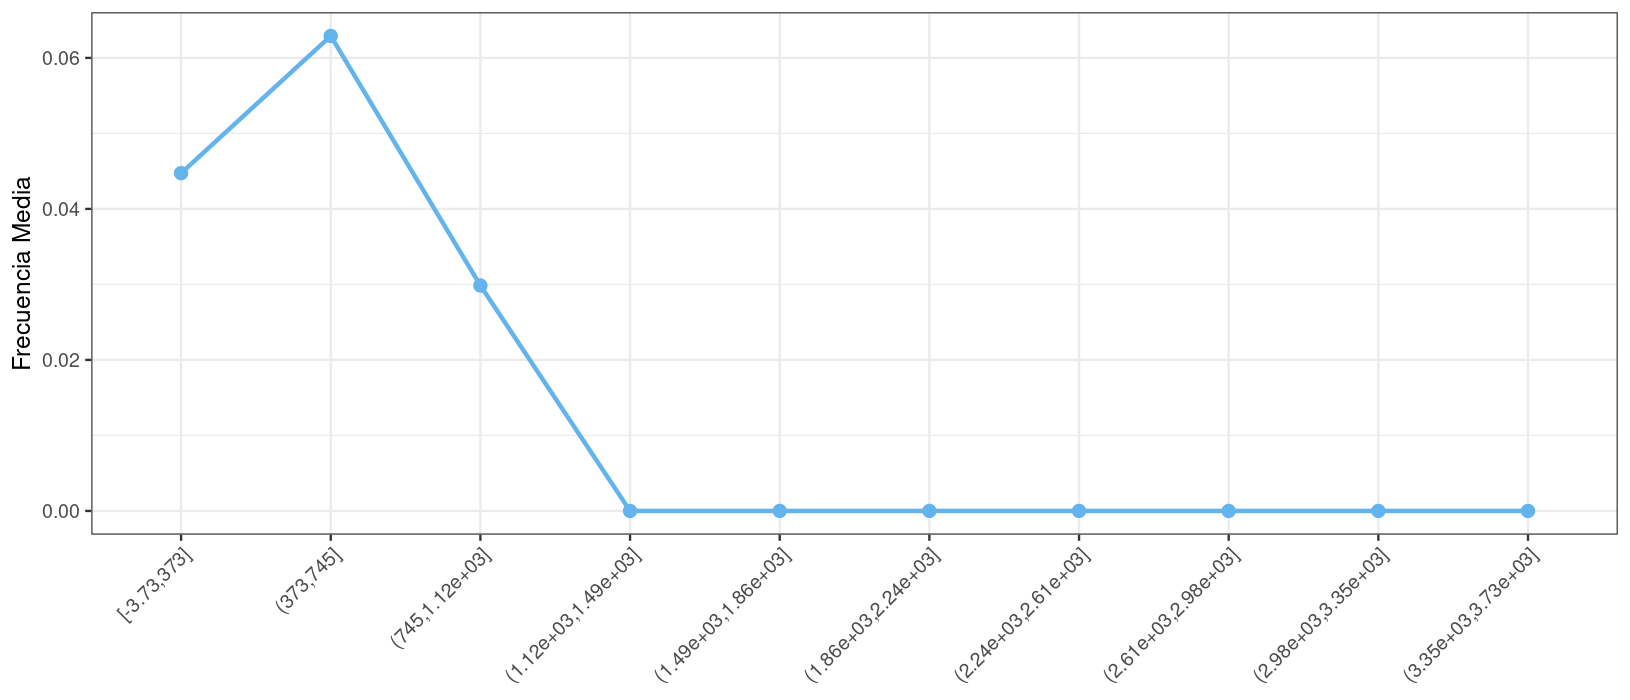 Frecuencia Media
0.06
0.04
0.02
0.00
[-3.73,373]
(373,745]
(745,1.12e+03]
(1.12e+03,1.49e+03]
(1.49e+03,1.86e+03]
(1.86e+03,2.24e+03]
(2.24e+03,2.61e+03]
(2.61e+03,2.98e+03]
(2.98e+03,3.35e+03]
(3.35e+03,3.73e+03]